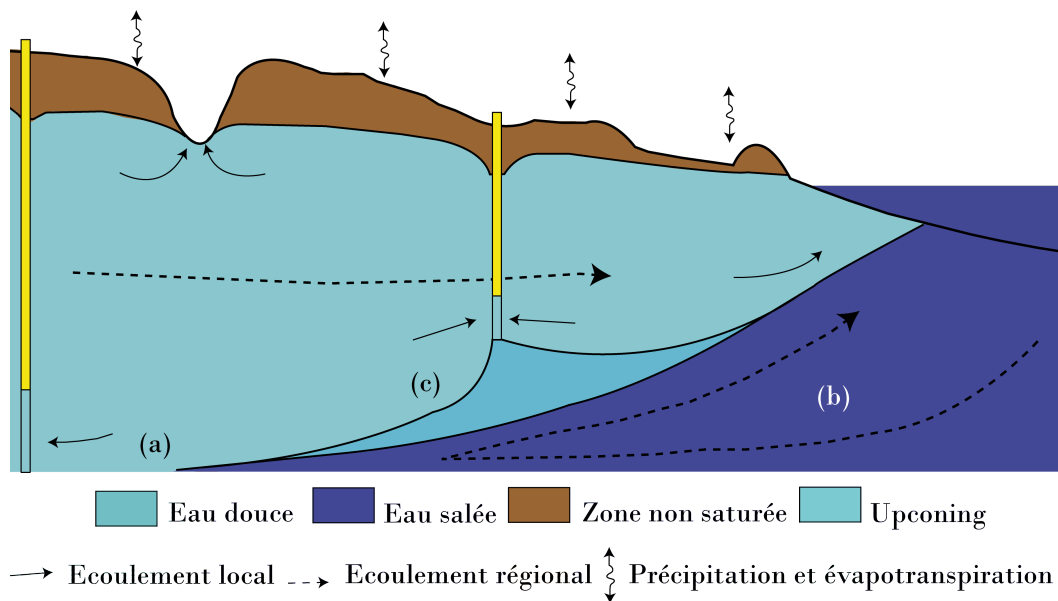 (c)
(b)
(a)
Eau douce Eau salée Zone non saturée Upconing
Ecoulement local Ecoulement régional Précipitation et évapotranspiration